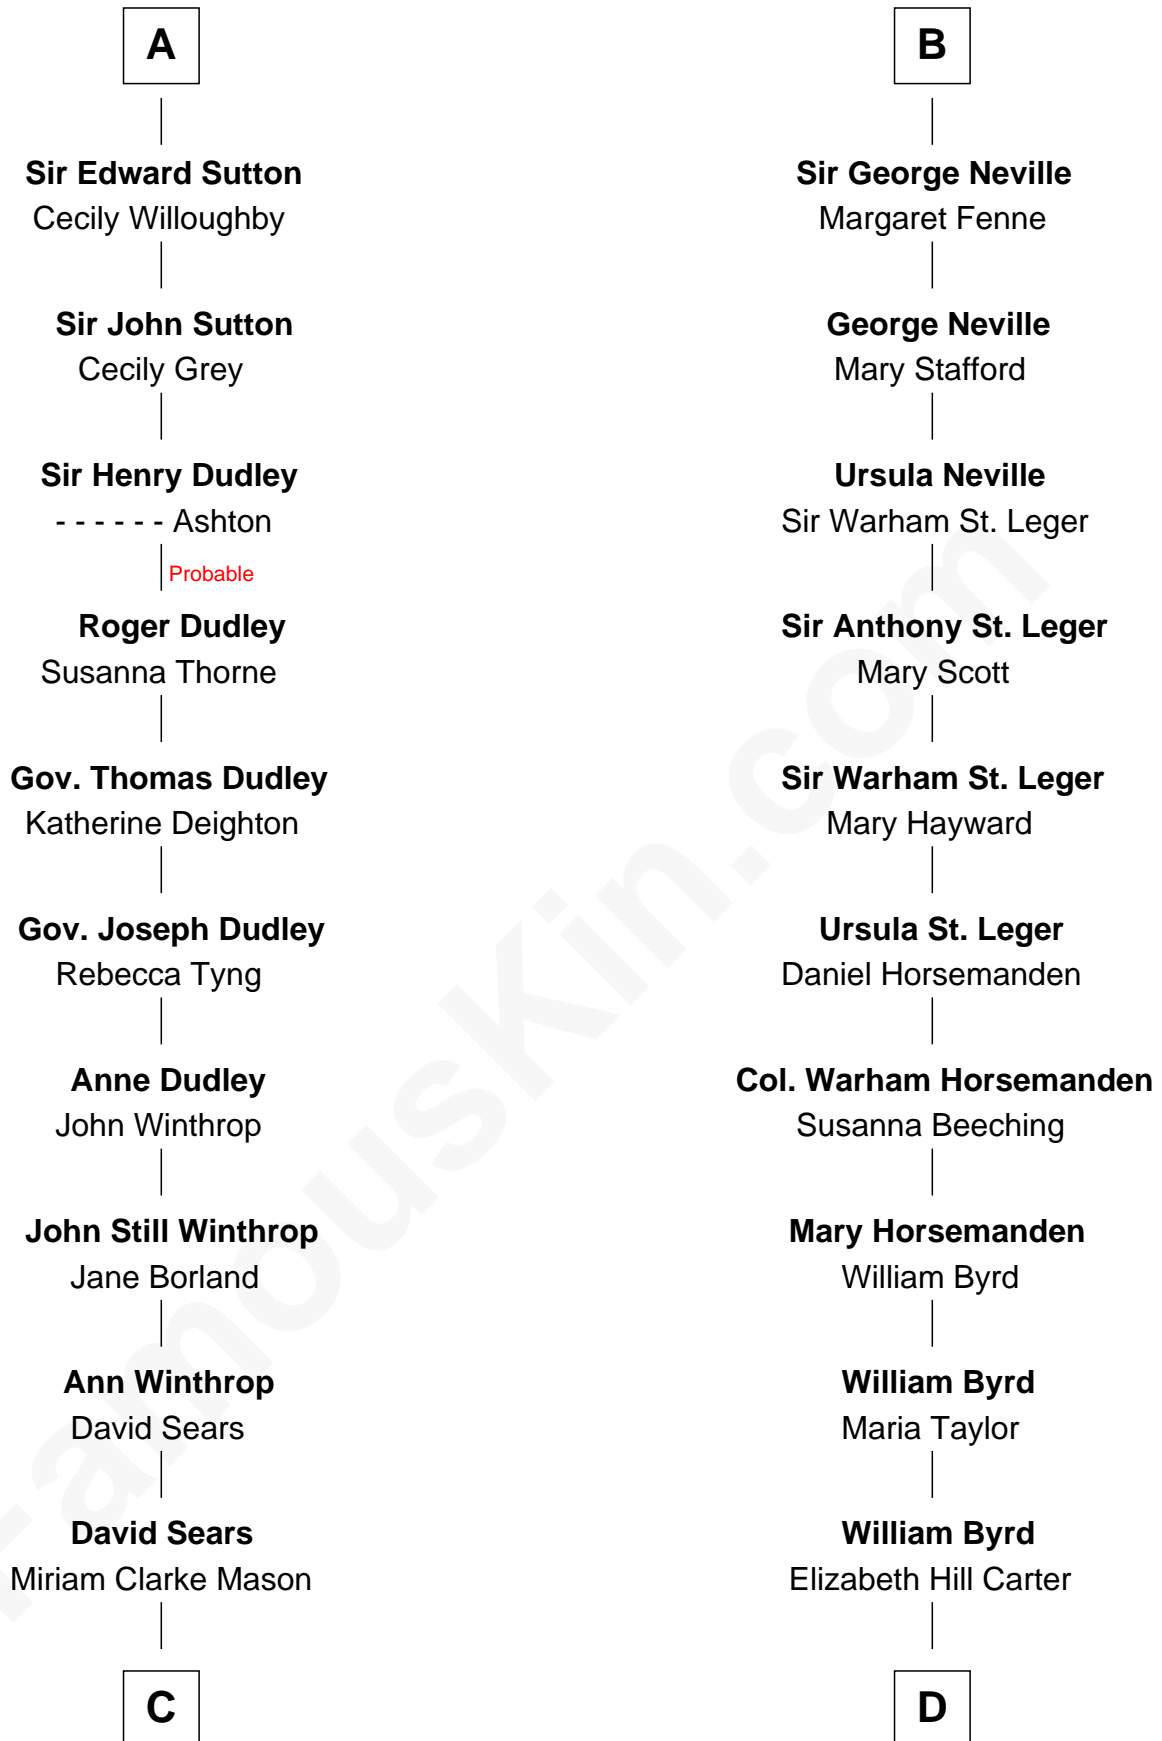 A
Sir Edward Sutton
Cecily Willoughby
Sir John Sutton
Cecily Grey
Sir Henry Dudley
- - - - - - Ashton
Probable
Roger Dudley
Susanna Thorne
Gov. Thomas Dudley
Katherine Deighton
Gov. Joseph Dudley
Rebecca Tyng
Anne Dudley
John Winthrop
John Still Winthrop
Jane Borland
Ann Winthrop
David Sears
David Sears
Miriam Clarke Mason
C
B
Sir George Neville
Margaret Fenne
George Neville
Mary Stafford
Ursula Neville
Sir Warham St. Leger
Sir Anthony St. Leger
Mary Scott
Sir Warham St. Leger
Mary Hayward
Ursula St. Leger
Daniel Horsemanden
Col. Warham Horsemanden
Susanna Beeching
Mary Horsemanden
William Byrd
William Byrd
Maria Taylor
William Byrd
Elizabeth Hill Carter
D
FamousKin.com